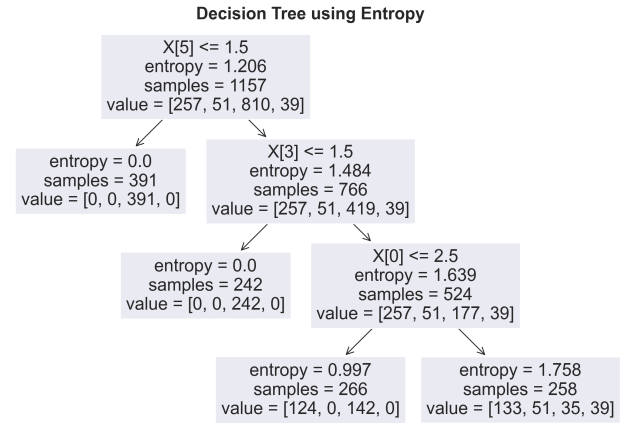 Decision Tree using Entropy
X[5] <= 1.5
entropy = 1.206
samples = 1157
value = [257, 51, 810, 39]
entropy = 0.0
samples = 391
value = [0, 0, 391, 0]
X[3] <= 1.5
entropy = 1.484
samples = 766
value = [257, 51, 419, 39]
entropy = 0.0
samples = 242
value = [0, 0, 242, 0]
X[0] <= 2.5
entropy = 1.639
samples = 524
value = [257, 51, 177, 39]
entropy = 0.997
samples = 266
value = [124, 0, 142, 0]
entropy = 1.758
samples = 258
value = [133, 51, 35, 39]